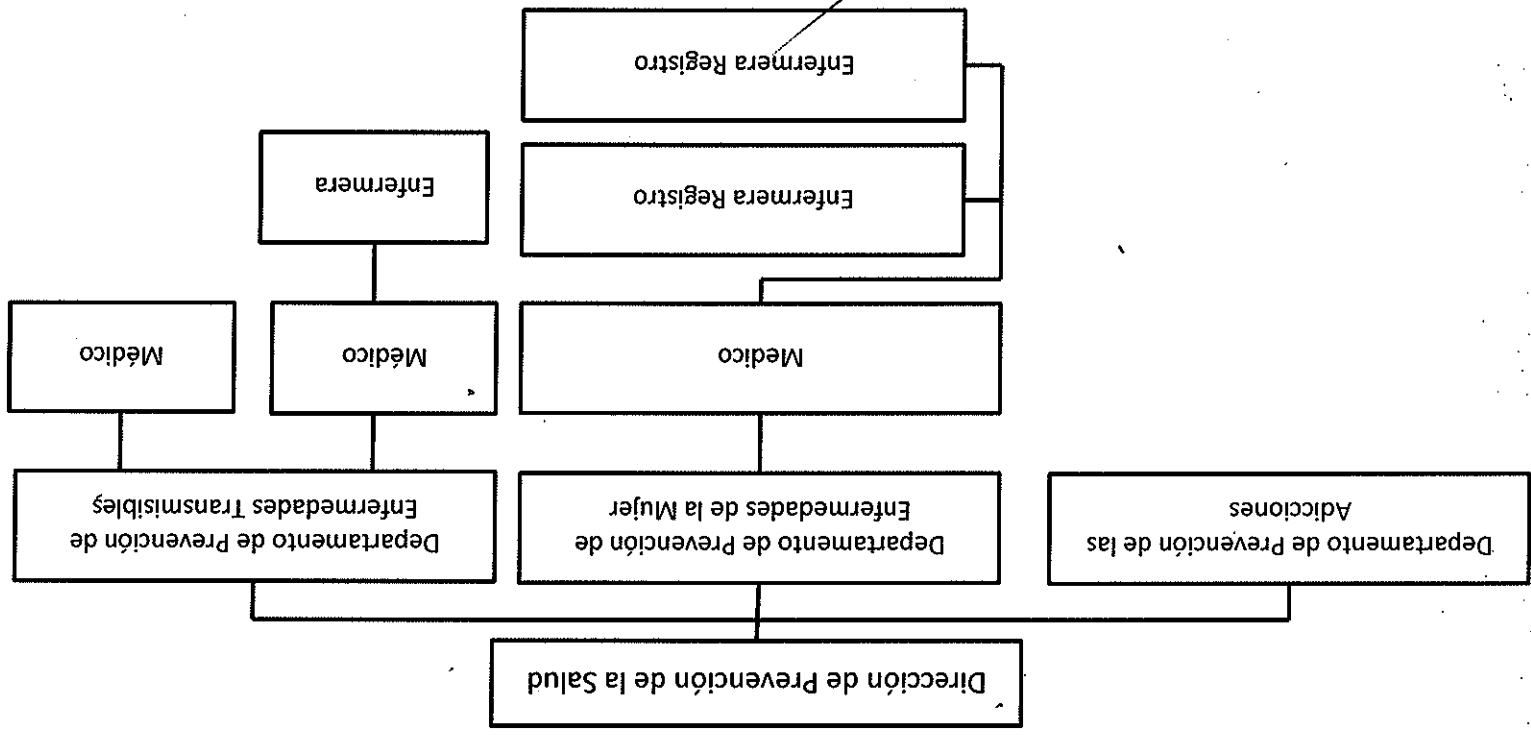 Dirección de Prevención de la Salud
Departamento de Prevención de las
Adicciones
Departamento de Prevención de
Enfermedades de la Mujer
Departamento de Prevención de
Enfermedades Transmisibles
Medico
Médico
Médico
Enfermera Registro
Enfermera Registro
Enfermera